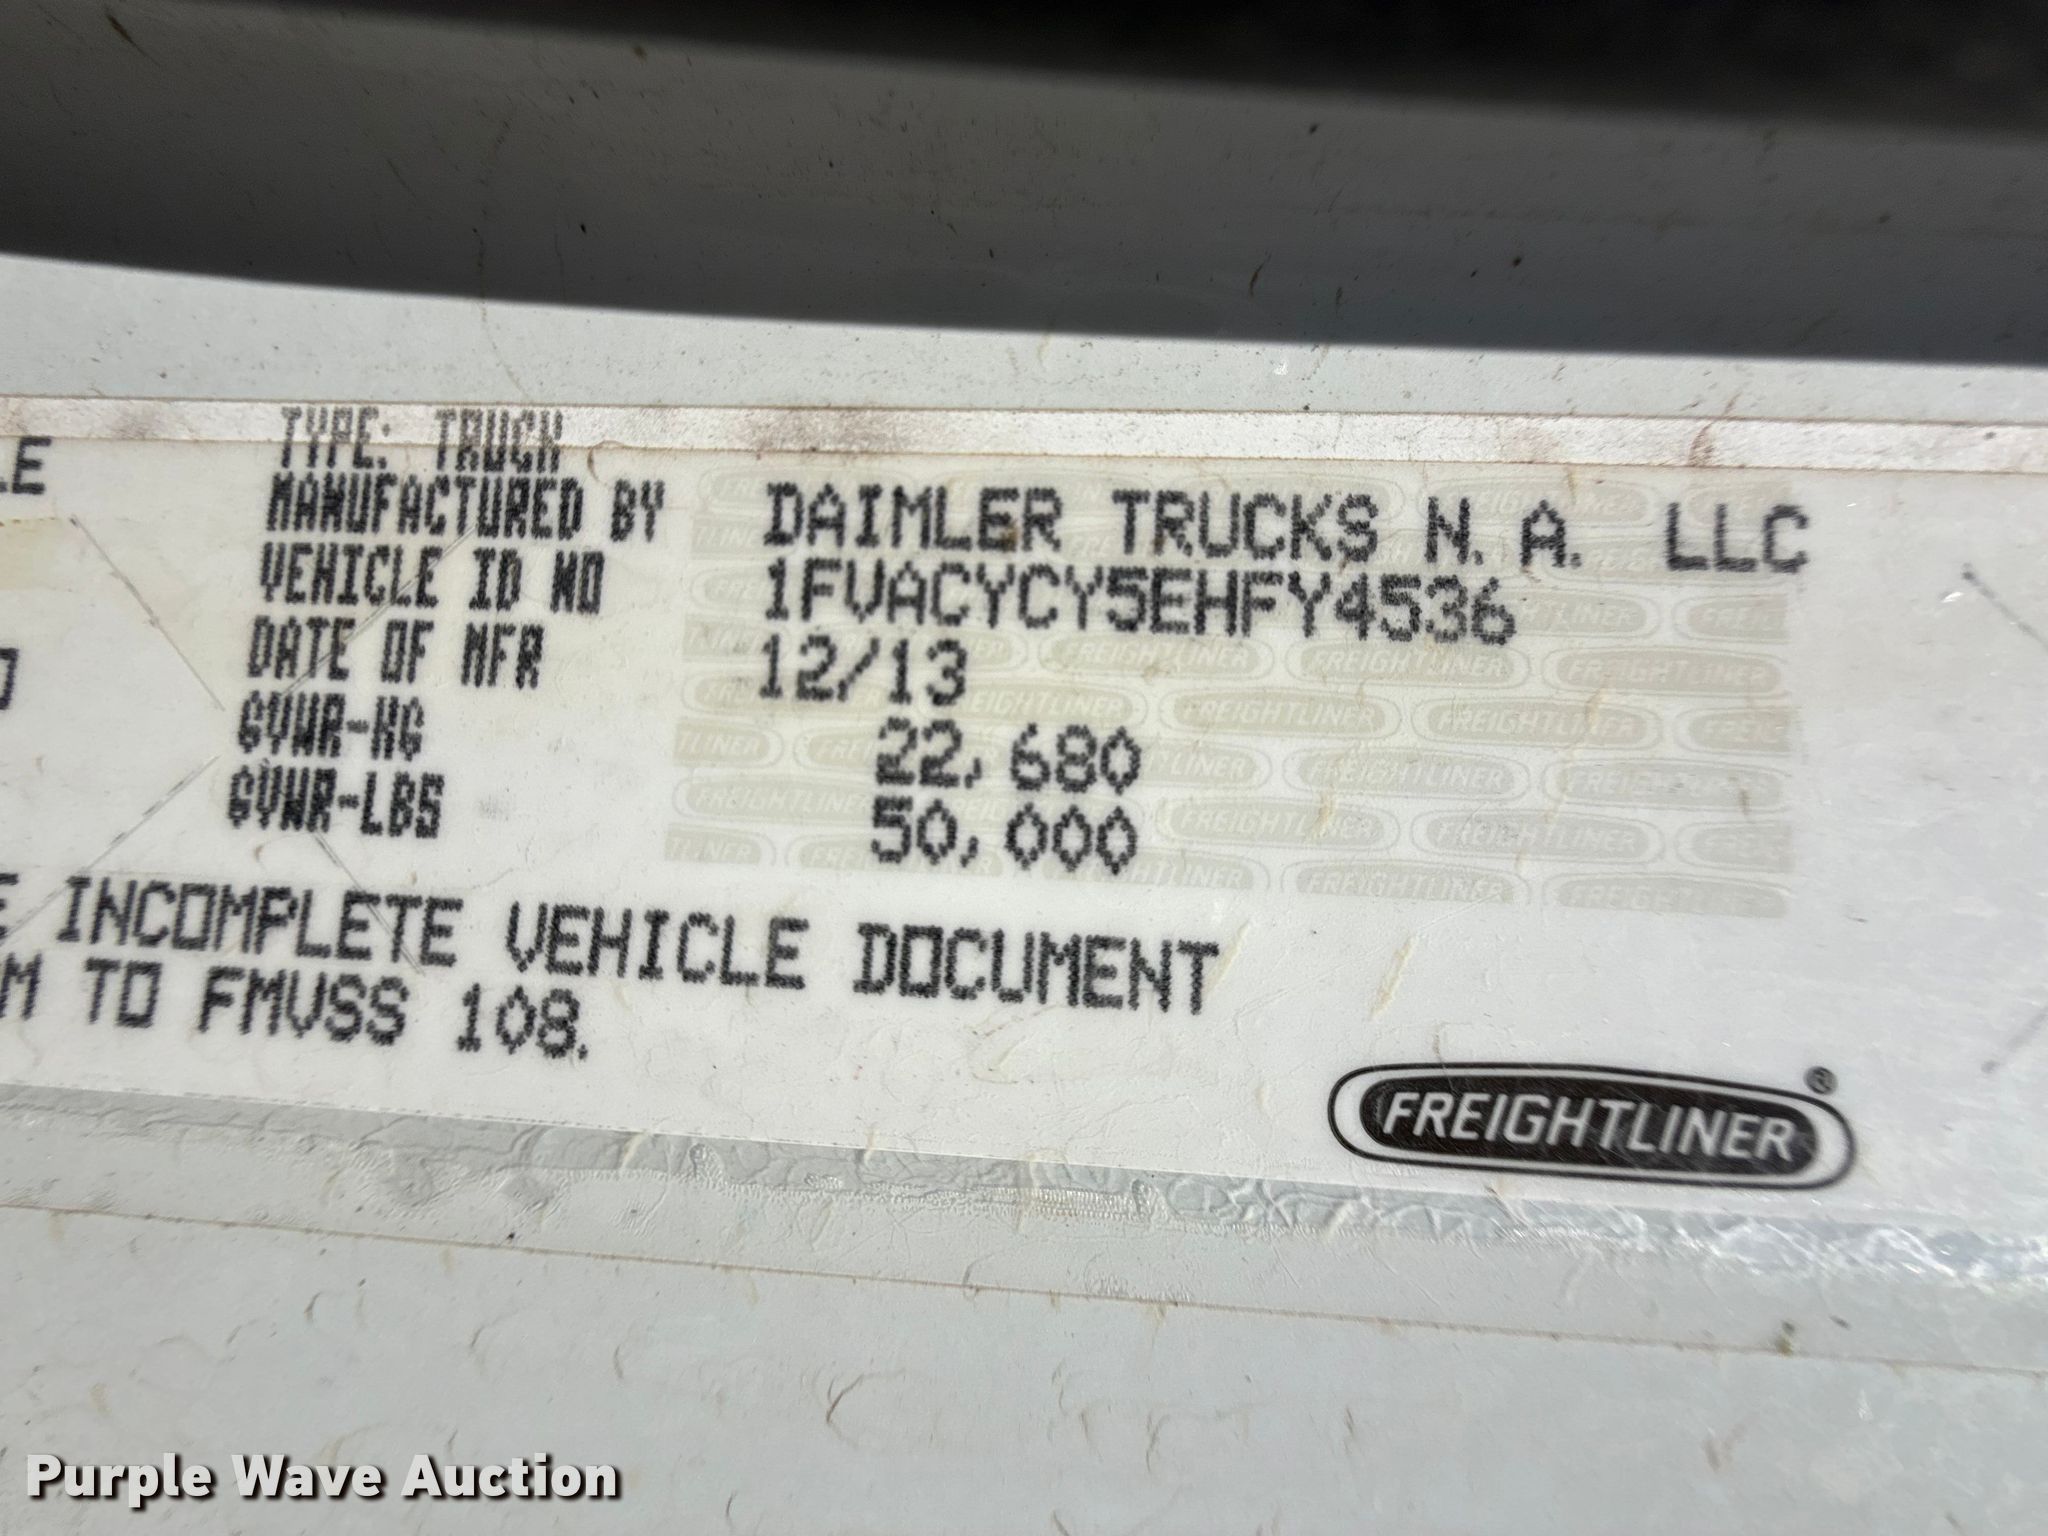 LE
TYPE: TRUCK
MANUFACTURED BY DAIMLER TRUCKS N. A. LLC
VEHICLE ID NO 1FVACYCY5EHFY4536
DATE OF MFR 12/13
GVWR-KG 22,680
GVWR-LBS 50,000
E INCOMPLETE VEHICLE DOCUMENT
M TO FMVSS 108.
FREIGHTLINER®
Purple Wave Auction